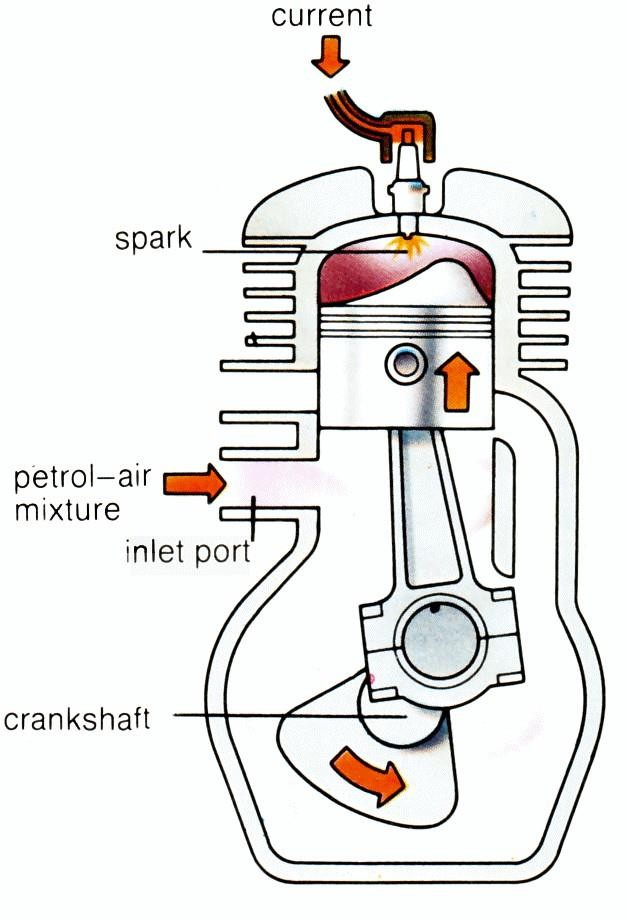 current
spark
petrol–air
mixture
inlet port
crankshaft